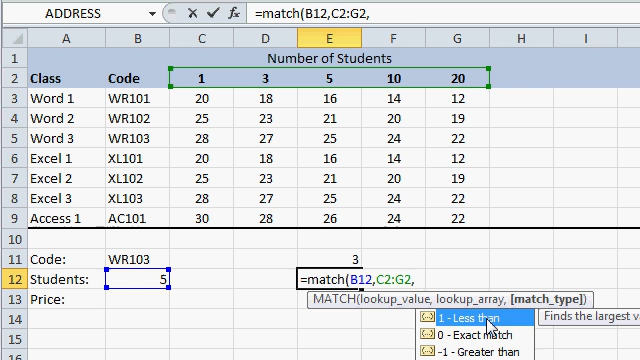 ADDRESS =match(B12,C2:G2,
A B C D E F G H I
1 Number of Students
2 Class Code 1 3 5 10 20
3 Word 1 WR101 20 18 16 14 12
4 Word 2 WR102 25 23 21 20 19
5 Word 3 WR103 28 27 25 24 22
6 Excel 1 XL101 20 18 16 14 12
7 Excel 2 XL102 25 23 21 20 19
8 Excel 3 XL103 28 27 25 24 22
9 Access 1 AC101 30 28 26 24 22
10
11 Code: WR103 3
12 Students: 5 =match(B12,C2:G2,
13 Price: MATCH(lookup_value, lookup_array, [match_type])
14 1 - Less than Finds the largest v
15 0 - Exact match
16 -1 - Greater than